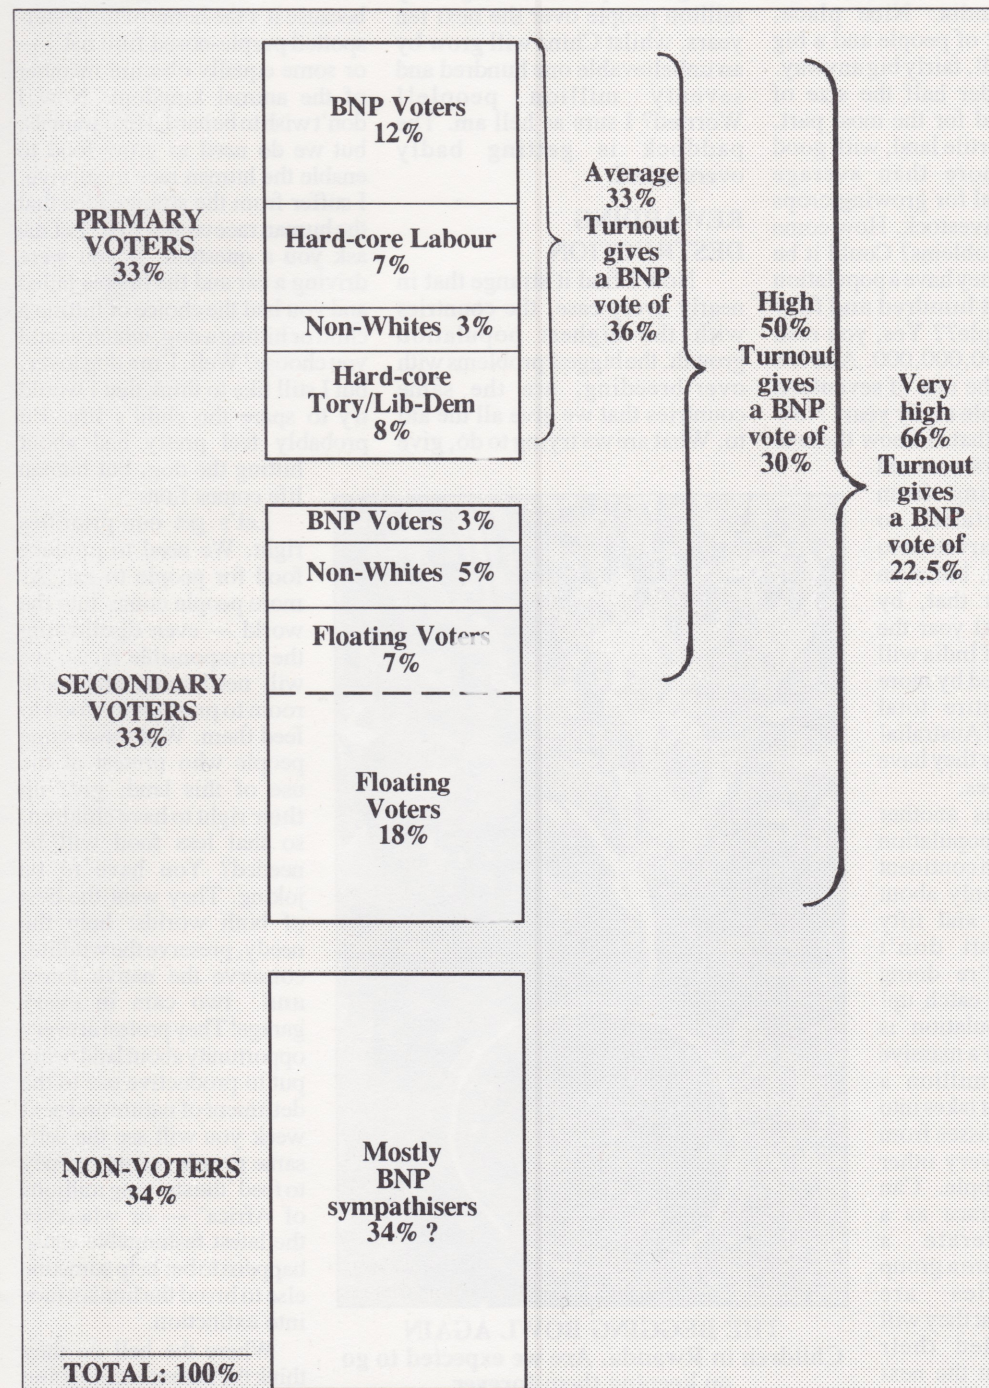 PRIMARY
VOTERS
33%
BNP Voters
12%
Hard-core Labour
7%
Non-Whites 3%
Hard-core
Tory/Lib-Dem
8%
Average
33%
Turnout
gives
a BNP
vote of
36%
High
50%
Turnout
gives
a BNP
vote of
30%
Very
high
66%
Turnout
gives
a BNP
vote of
22.5%
SECONDARY
VOTERS
33%
BNP Voters 3%
Non-Whites 5%
Floating Voters
7%
Floating
Voters
18%
NON-VOTERS
34%
Mostly
BNP
sympathisers
34% ?
TOTAL: 100%